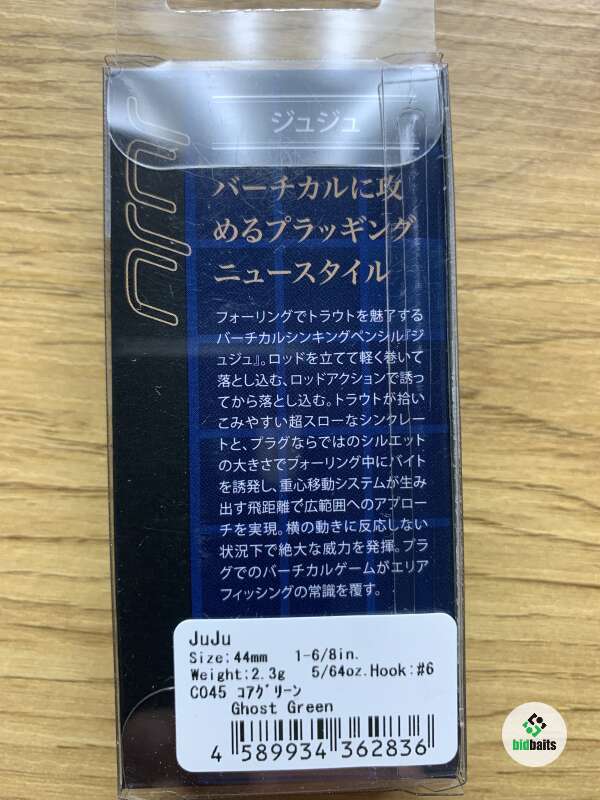 JUJU
ジュジュ
バーチカルに攻
めるプラッギング
ニュースタイル
フォーリングでトラウトを魅了する
バーチカルシンキングペンシル『ジ
ュジュ』。ロッドを立てて軽く巻いて
落とし込む、ロッドアクションで誘っ
てから落とし込む。トラウトが拾い
こみやすい超スローなシンクレー
トと、プラグならではのシルエット
の大きさでフォーリング中にバイト
を誘発し、重心移動システムが生み
出す飛距離で広範囲へのアプロー
チを実現。横の動きに反応しない
状況下で絶大な威力を発揮。プラ
グでのバーチカルゲームがエリア
フィッシングの常識を覆す。
JuJu
Size:44mm 1-6/8in.
Weight:2.3g 5/64oz.Hook:#6
C045 コアグリーン
Ghost Green
4 589934 362836
bidbaits